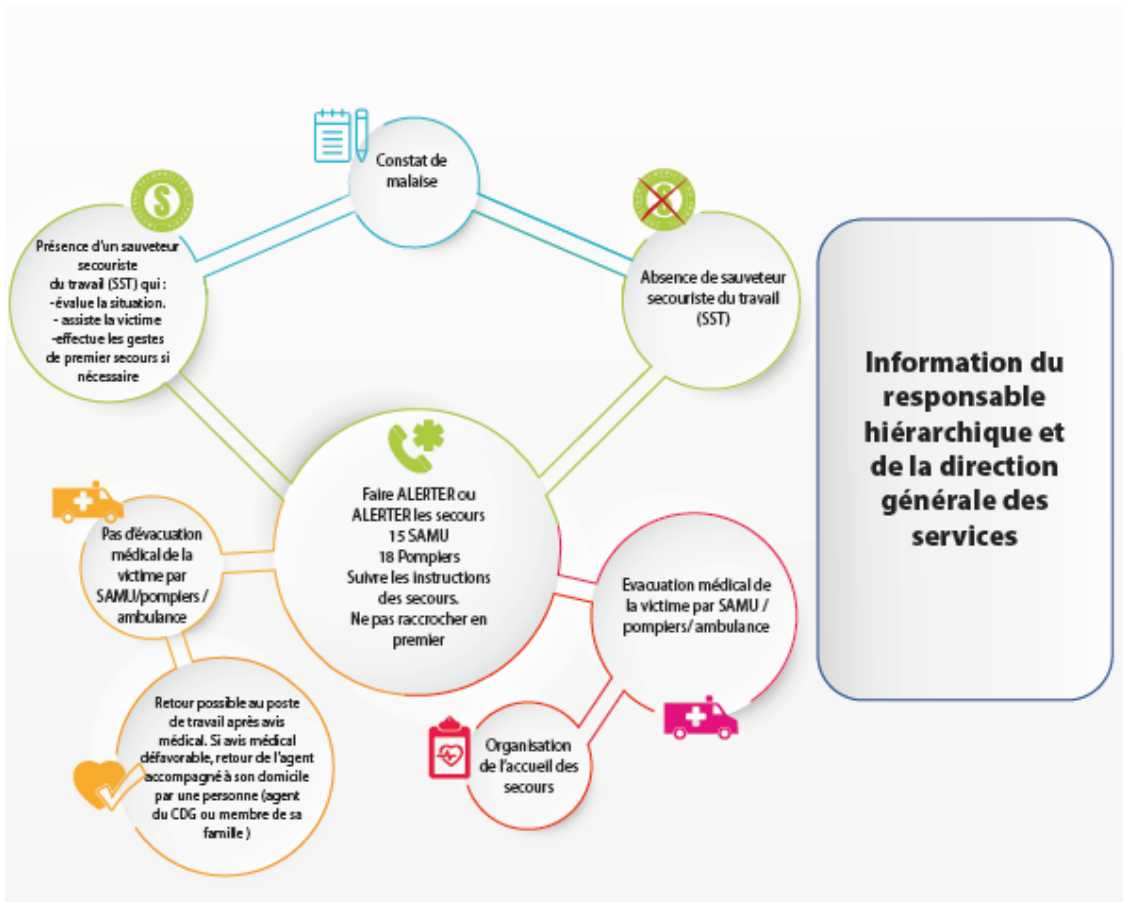 Constat de
malaise
Présence d'un sauveteur
secouriste
du travail (SST) qui :
-évalue la situation.
- assiste la victime
-effectue les gestes
de premier secours si
nécessaire
Absence de sauveteur
secouriste du travail
(SST)
Faire ALERTER ou
ALERTER les secours
15 SAMU
18 Pompiers
Suivre les instructions
des secours.
Ne pas raccrocher en
premier
Pas d'évacuation
médical de la
victime par
SAMU/pompiers /
ambulance
Retour possible au poste
de travail après avis
médical. Si avis médical
défavorable, retour de l'agent
accompagné à son domicile
par une personne (agent
du CDG ou membre de sa
famille )
Evacuation médical de
la victime par SAMU /
pompiers/ ambulance
Organisation
de l'accueil des
secours
Information du
responsable
hiérarchique et
de la direction
générale des
services